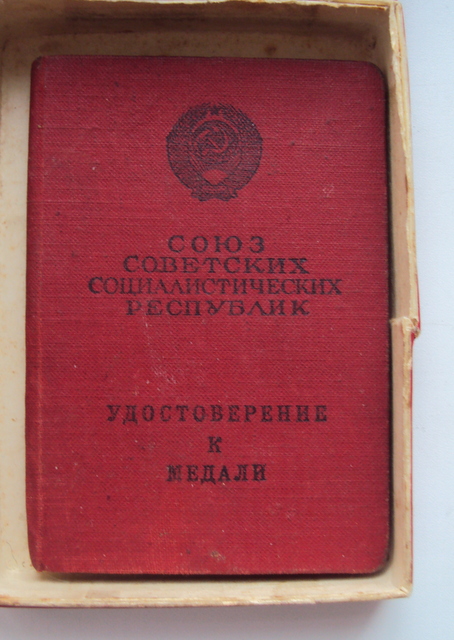 СОЮЗ
СОВЕТСКИХ
СОЦИАЛИСТИЧЕСКИХ
РЕСПУБЛИК
УДОСТОВЕРЕНИЕ
К
МЕДАЛИ